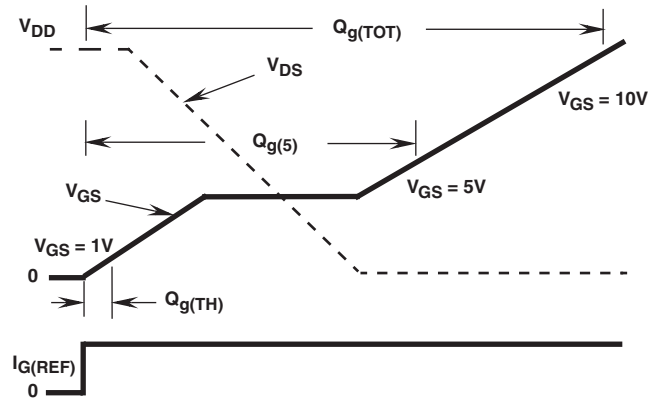 V_DD
Q_g(TOT)
V_DS
V_GS = 10V
Q_g(5)
V_GS
V_GS = 5V
V_GS = 1V
0
Q_g(TH)
I_G(REF)
0